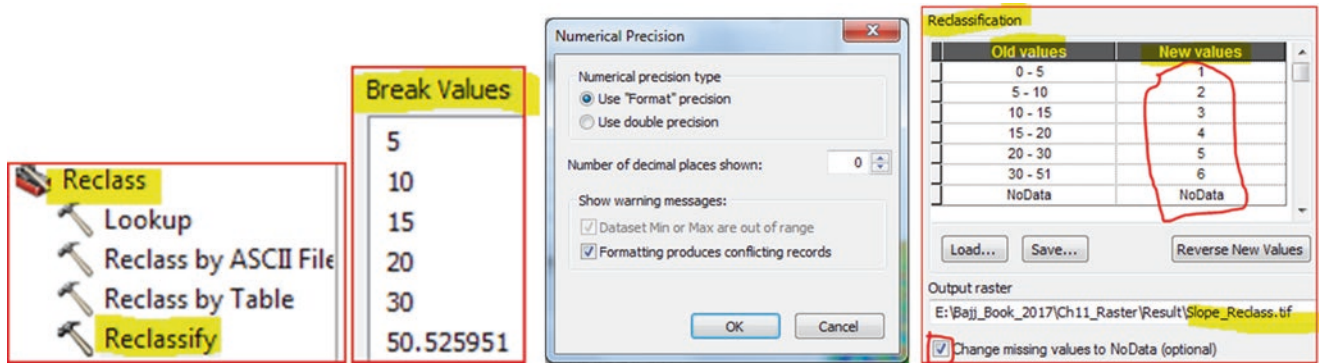 Reclass
Lookup
Reclass by ASCII File
Reclass by Table
Reclassify
Break Values
5
10
15
20
30
50.525951
Numerical Precision
Numerical precision type
Use "Format" precision
Use double precision
Number of decimal places shown: 0
Show warning messages:
Dataset Min or Max are out of range
Formatting produces conflicting records
OK Cancel
Reclassification
Old values New values
0 - 5 1
5 - 10 2
10 - 15 3
15 - 20 4
20 - 30 5
30 - 51 6
NoData NoData
Load... Save... Reverse New Values
Output raster
E:\Bajj_Book_2017\Ch11_Raster\Result\Slope_Reclass.tif
Change missing values to NoData (optional)